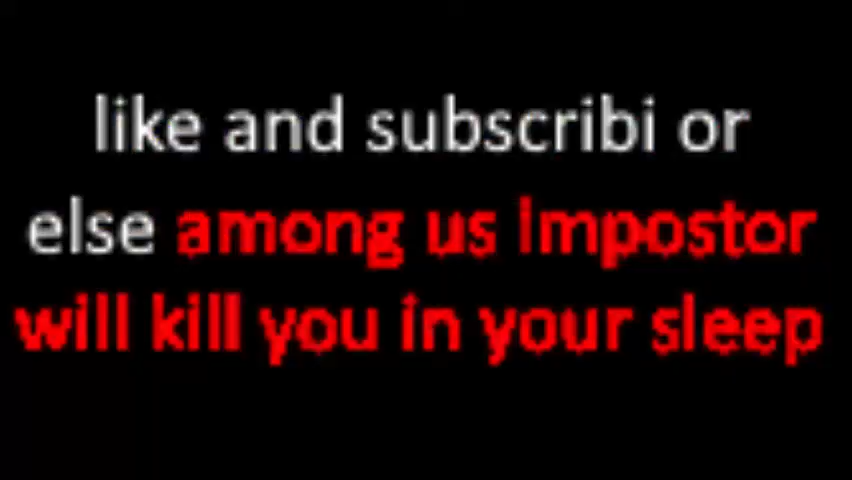 like and subscribi or
else among us impostor
will kill you in your sleep